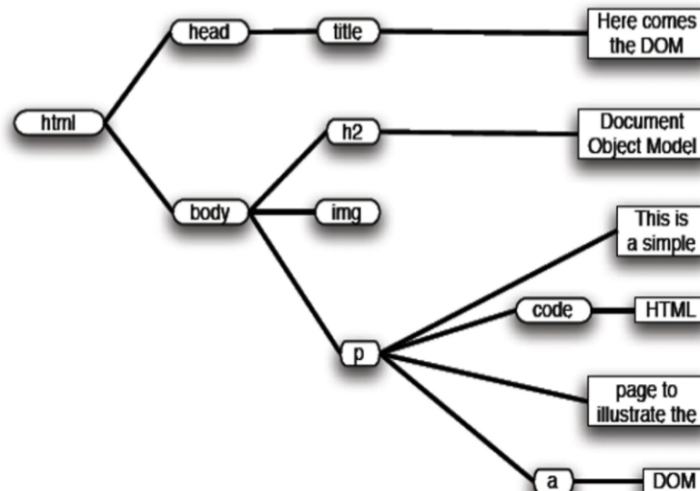 head
title
Here comes
the DOM
html
h2
Document
Object Model
body
img
This is
a simple
code
HTML
p
page to
illustrate the
a
DOM